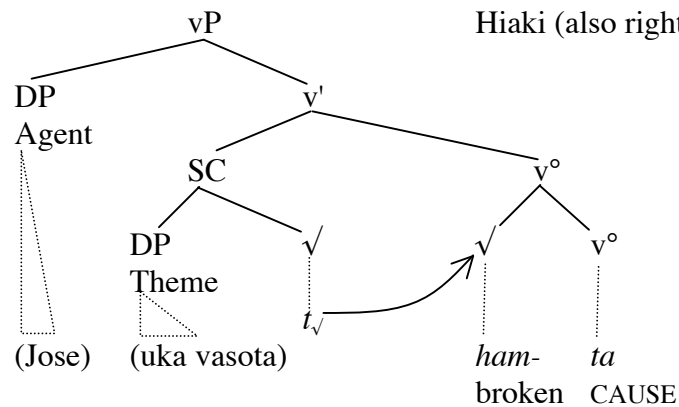 vP Hiaki (also right
DP v'
Agent
SC v°
DP √ √ v°
Theme
t√
(Jose) (uka vasota) ham- ta
broken CAUSE